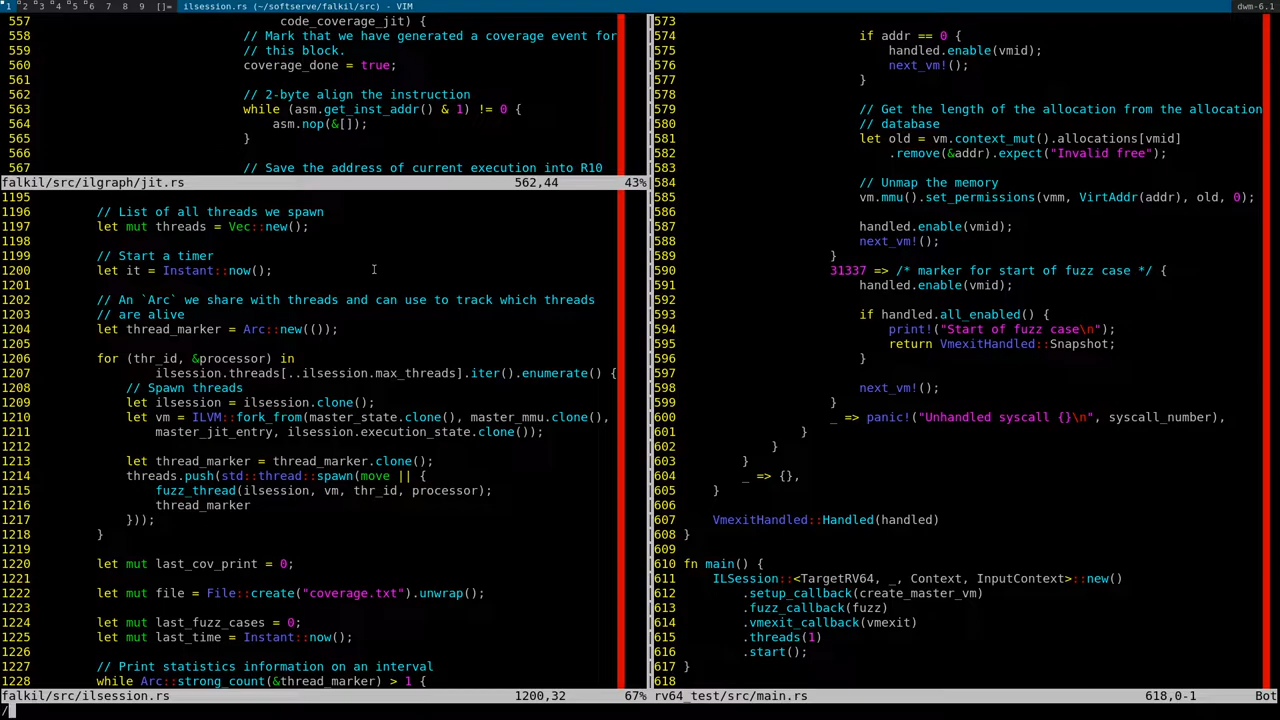 1 2 3 4 5 6 7 8 9 []= ilsession.rs (~/softserve/falkil/src) - VIM dwm-6.1
557 code_coverage_jit) {
558 // Mark that we have generated a coverage event for
559 // this block.
560 coverage_done = true;
561
562 // 2-byte align the instruction
563 while (asm.get_inst_addr() & 1) != 0 {
564 asm.nop(&[]);
565 }
566
567 // Save the address of current execution into R10
falkil/src/ilgraph/jit.rs 562,44 43%
1195
1196 // List of all threads we spawn
1197 let mut threads = Vec::new();
1198
1199 // Start a timer
1200 let it = Instant::now();
1201
1202 // An `Arc` we share with threads and can use to track which threads
1203 // are alive
1204 let thread_marker = Arc::new(());
1205
1206 for (thr_id, &processor) in
1207 ilsession.threads[..ilsession.max_threads].iter().enumerate() {
1208 // Spawn threads
1209 let ilsession = ilsession.clone();
1210 let vm = ILVM::fork_from(master_state.clone(), master_mmu.clone(),
1211 master_jit_entry, ilsession.execution_state.clone());
1212
1213 let thread_marker = thread_marker.clone();
1214 threads.push(std::thread::spawn(move || {
1215 fuzz_thread(ilsession, vm, thr_id, processor);
1216 thread_marker
1217 }));
1218 }
1219
1220 let mut last_cov_print = 0;
1221
1222 let mut file = File::create("coverage.txt").unwrap();
1223
1224 let mut last_fuzz_cases = 0;
1225 let mut last_time = Instant::now();
1226
1227 // Print statistics information on an interval
1228 while Arc::strong_count(&thread_marker) > 1 {
falkil/src/ilsession.rs 1200,32 67%
/
573
574 if addr == 0 {
575 handled.enable(vmid);
576 next_vm!();
577 }
578
579 // Get the length of the allocation from the allocation
580 // database
581 let old = vm.context_mut().allocations[vmid]
582 .remove(&addr).expect("Invalid free");
583
584 // Unmap the memory
585 vm.mmu().set_permissions(vmm, VirtAddr(addr), old, 0);
586
587 handled.enable(vmid);
588 next_vm!();
589 }
590 31337 => /* marker for start of fuzz case */ {
591 handled.enable(vmid);
592
593 if handled.all_enabled() {
594 print!("Start of fuzz case\n");
595 return VmexitHandled::Snapshot;
596 }
597
598 next_vm!();
599 }
600 _ => panic!("Unhandled syscall {}\n", syscall_number),
601 }
602 }
603 }
604 _ => {},
605 }
606
607 VmexitHandled::Handled(handled)
608 }
609
610 fn main() {
611 ILSession::<TargetRV64, _, Context, InputContext>::new()
612 .setup_callback(create_master_vm)
613 .fuzz_callback(fuzz)
614 .vmexit_callback(vmexit)
615 .threads(1)
616 .start();
617 }
618
rv64_test/src/main.rs 618,0-1 Bot